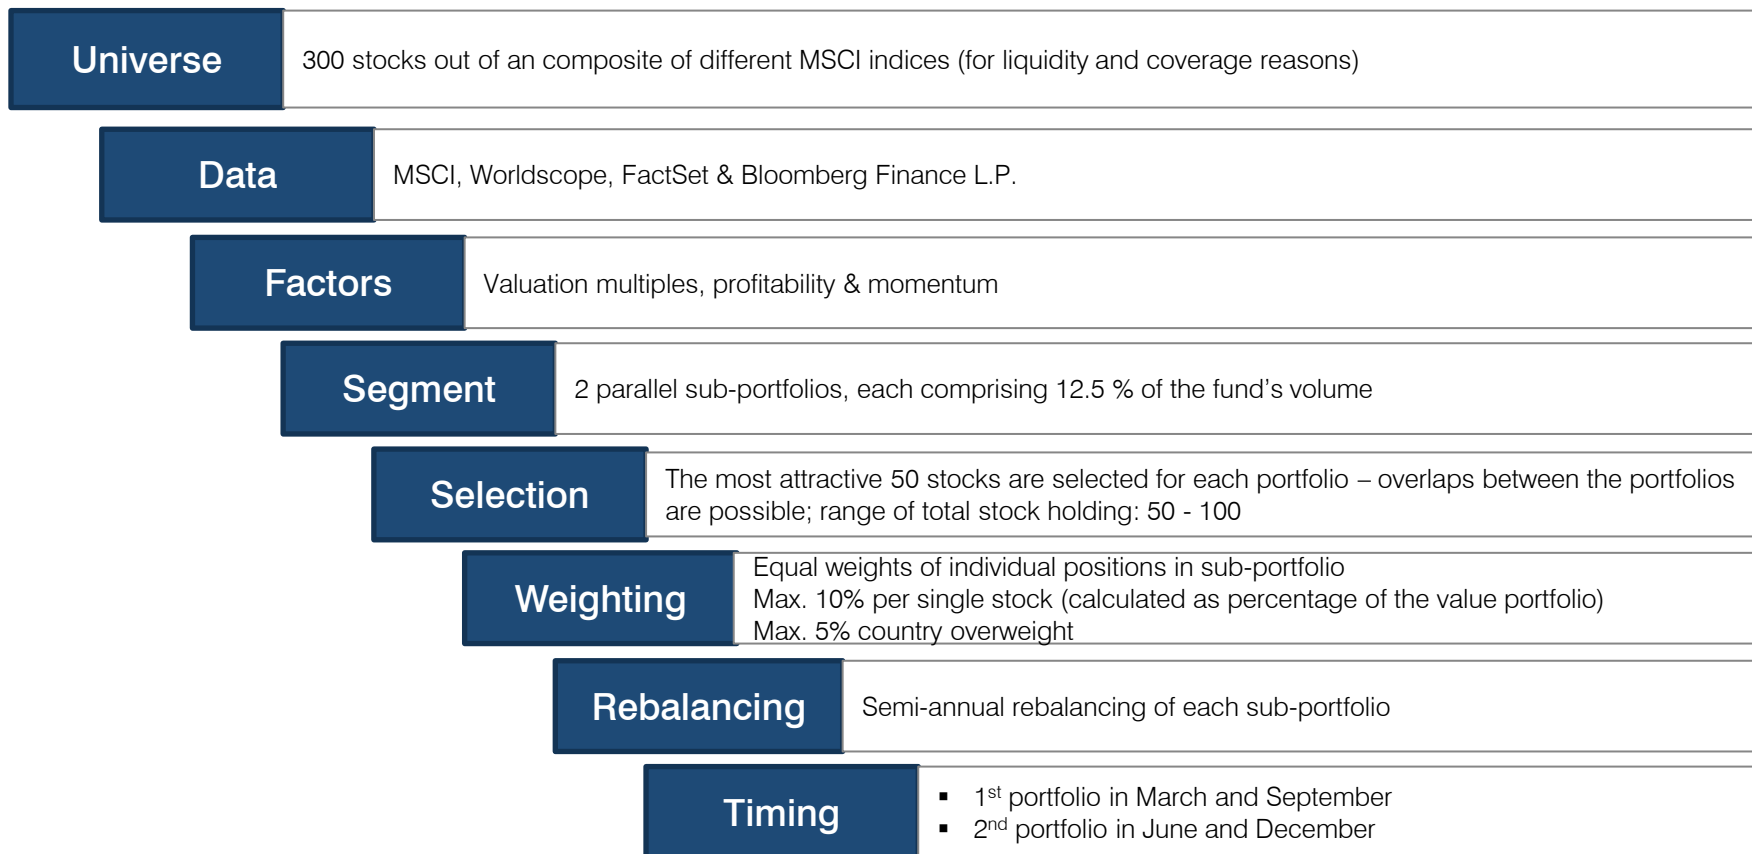 Universe
300 stocks out of an composite of different MSCI indices (for liquidity and coverage reasons)
Data
MSCI, Worldscope, FactSet & Bloomberg Finance L.P.
Factors
Valuation multiples, profitability & momentum
Segment
2 parallel sub-portfolios, each comprising 12.5 % of the fund’s volume
Selection
The most attractive 50 stocks are selected for each portfolio – overlaps between the portfolios
are possible; range of total stock holding: 50 - 100
Weighting
Equal weights of individual positions in sub-portfolio
Max. 10% per single stock (calculated as percentage of the value portfolio)
Max. 5% country overweight
Rebalancing
Semi-annual rebalancing of each sub-portfolio
Timing
▪ 1st portfolio in March and September
▪ 2nd portfolio in June and December